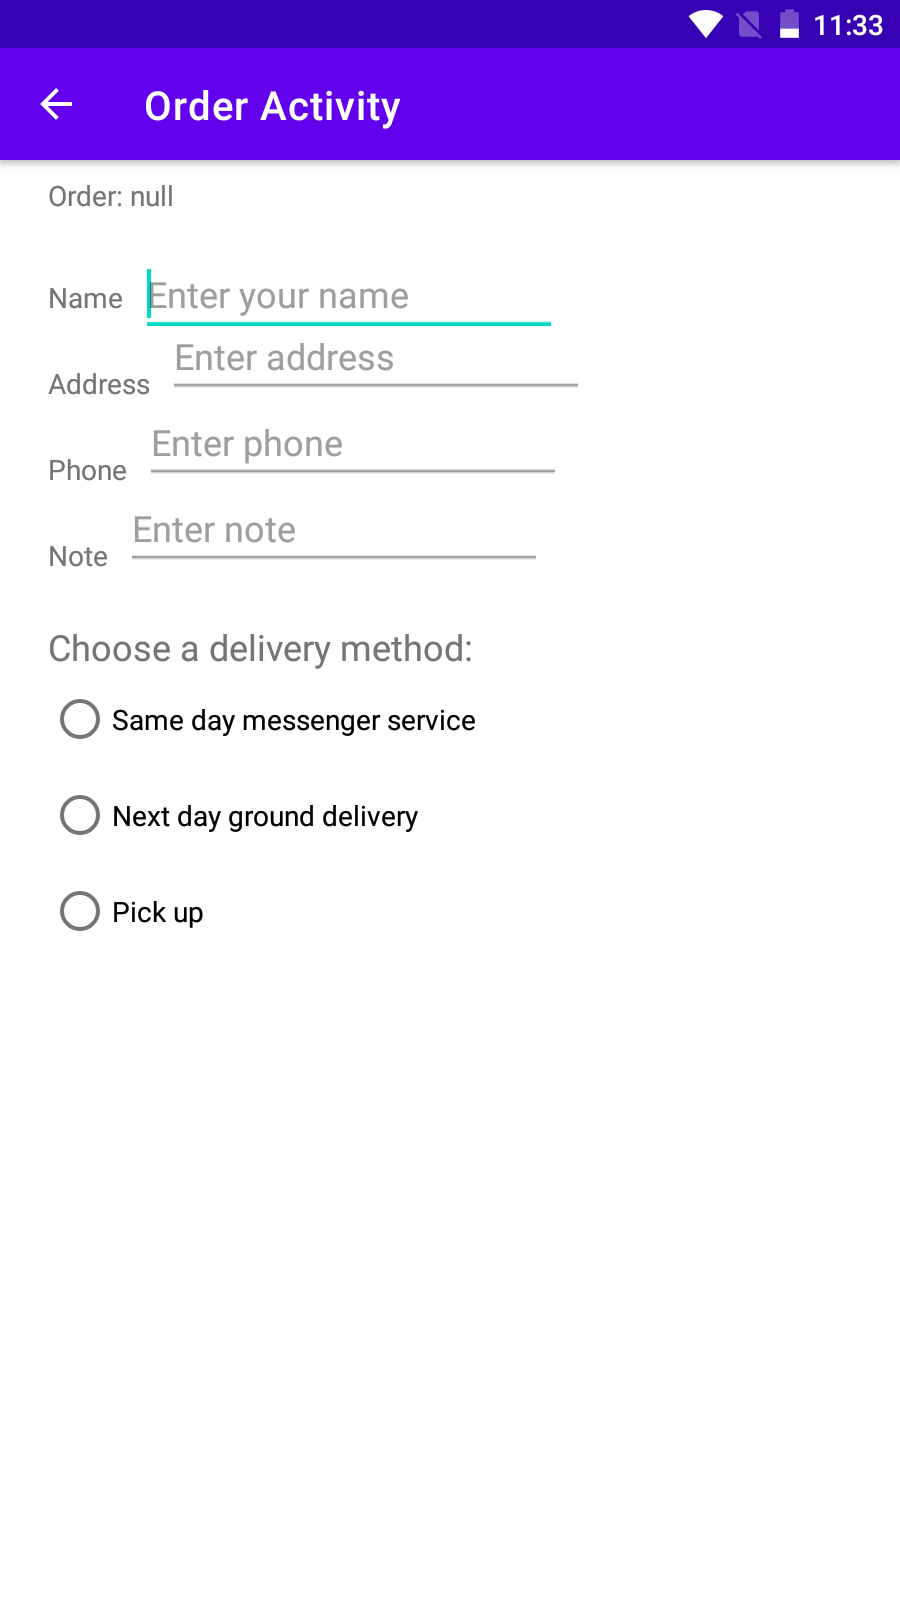 11:33
Order Activity
Order: null
Name Enter your name
Address Enter address
Phone Enter phone
Note Enter note
Choose a delivery method:
Same day messenger service
Next day ground delivery
Pick up